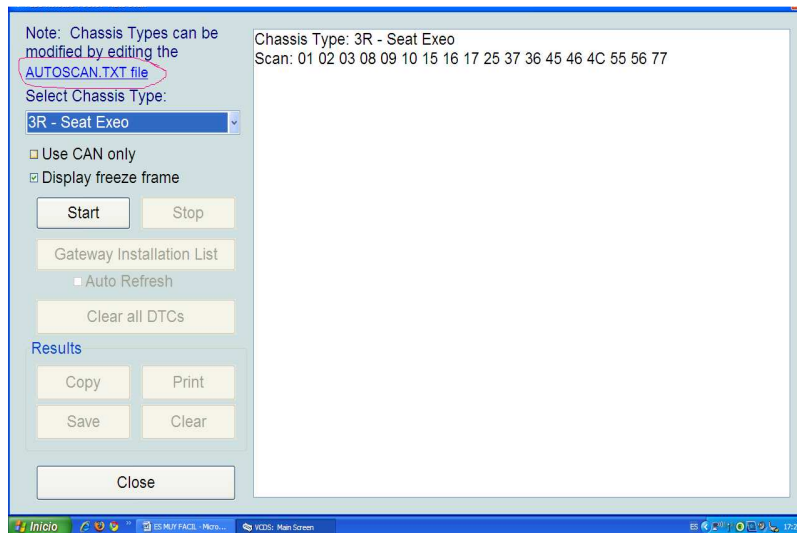 Note: Chassis Types can be
modified by editing the
AUTOSCAN.TXT file
Select Chassis Type:
3R - Seat Exeo
Use CAN only
Display freeze frame
Start
Stop
Gateway Installation List
Auto Refresh
Clear all DTCs
Results
Copy
Print
Save
Clear
Close
Chassis Type: 3R - Seat Exeo
Scan: 01 02 03 08 09 10 15 16 17 25 37 36 45 46 4C 55 56 77
Inicio
ES MUY FACIL - Micro...
VCDS: Main Screen
ES